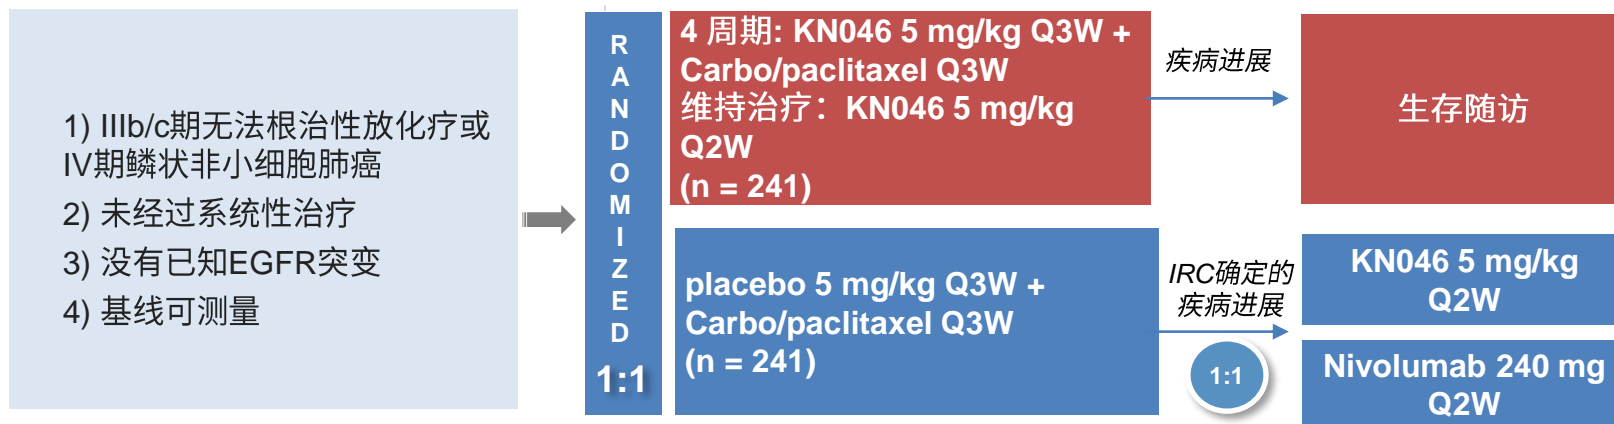 1) IIIb/c期无法根治性放化疗或
IV期鳞状非小细胞肺癌
2) 未经过系统性治疗
3) 没有已知EGFR突变
4) 基线可测量
R
A
N
D
O
M
I
Z
E
D
1:1
4 周期: KN046 5 mg/kg Q3W +
Carbo/paclitaxel Q3W
维持治疗：KN046 5 mg/kg
Q2W
(n = 241)
疾病进展
生存随访
placebo 5 mg/kg Q3W +
Carbo/paclitaxel Q3W
(n = 241)
IRC确定的
疾病进展
1:1
KN046 5 mg/kg
Q2W
Nivolumab 240 mg
Q2W